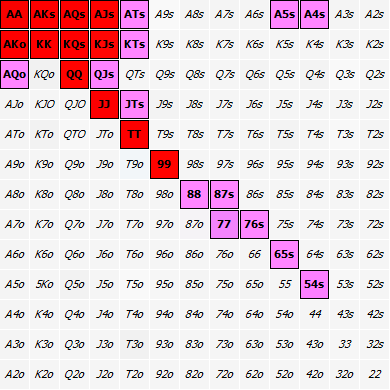 AA AKs AQs AJs ATs A9s A8s A7s A6s A5s A4s A3s A2s
AKo KK KQs KJs KTs K9s K8s K7s K6s K5s K4s K3s K2s
AQo KQo QQ QJs QTs Q9s Q8s Q7s Q6s Q5s Q4s Q3s Q2s
AJo KJO QJO JJ JTs J9s J8s J7s J6s J5s J4s J3s J2s
ATo KTo QTO JTo TT T9s T8s T7s T6s T5s T4s T3s T2s
A9o K9o Q9o J9o T9o 99 98s 97s 96s 95s 94s 93s 92s
A8o K8o Q8o J8o T8o 98o 88 87s 86s 85s 84s 83s 82s
A7o K7o Q7o J7o T7o 97o 87o 77 76s 75s 74s 73s 72s
A6o K6o Q6o J6o T6o 96o 86o 76o 66 65s 64s 63s 62s
A5o 5Ko Q5o J5o T5o 95o 85o 75o 65o 55 54s 53s 52s
A4o K4o Q4o J4o T4o 94o 84o 74o 64o 54o 44 43s 42s
A3o K3o Q3o J3o T3o 93o 83o 73o 63o 53o 43o 33 32s
A2o K2o Q2o J2o T2o 92o 82o 72o 62o 52o 42o 32o 22